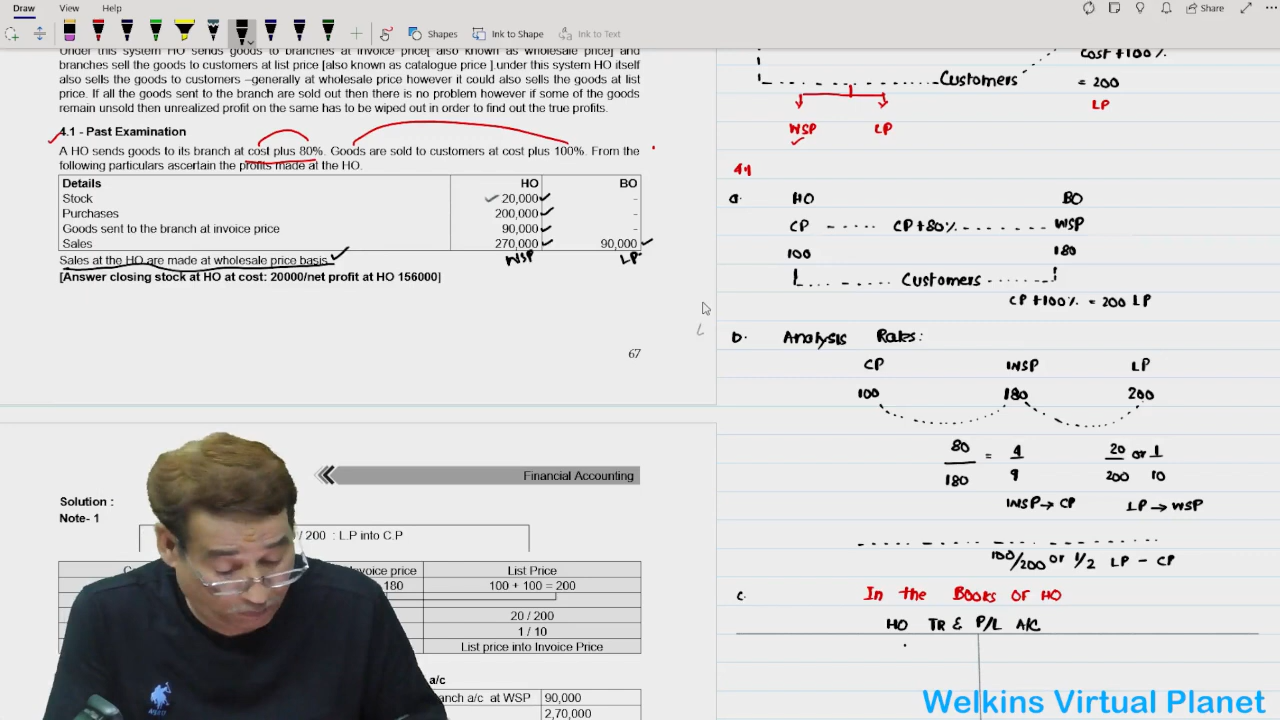 Draw View Help
Share
Shapes Ink to Shape Ink to Text
Under this system HO sends goods to branches at invoice price[ also known as wholesale price] and
branches sell the goods to customers at list price [also known as catalogue price ].under this system HO itself
also sells the goods to customers –generally at wholesale price however it could also sells the goods at list
price. If all the goods sent to the branch are sold out then there is no problem however if some of the goods
remain unsold then unrealized profit on the same has to be wiped out in order to find out the true profits.
4.1 - Past Examination
A HO sends goods to its branch at cost plus 80%. Goods are sold to customers at cost plus 100%. From the
following particulars ascertain the profits made at the HO.
Details HO BO
Stock 20,000 -
Purchases 200,000 -
Goods sent to the branch at invoice price 90,000 -
Sales 270,000 90,000
WSP LP
Sales at the HO are made at wholesale price basis
[Answer closing stock at HO at cost: 20000/net profit at HO 156000]
67
Financial Accounting
Solution :
Note- 1
/ 200 : L.P into C.P
nvoice price List Price
180 100 + 100 = 200
20 / 200
1 / 10
List price into Invoice Price
a/c
anch a/c at WSP 90,000
2,70,000
Cost +100%
Customers = 200
LP
WSP LP
4.1
a. HO BO
CP CP+80% WSP
100 180
Customers
CP +100% = 200 LP
b. Analysis Rates:
CP INSP LP
100 180 200
80 = 4 20 or 1
180 9 200 10
INSP → CP LP → WSP
100/200 or 1/2 LP - CP
c. In the Books OF HO
HO TR & P/L A/C
Welkins Virtual Planet